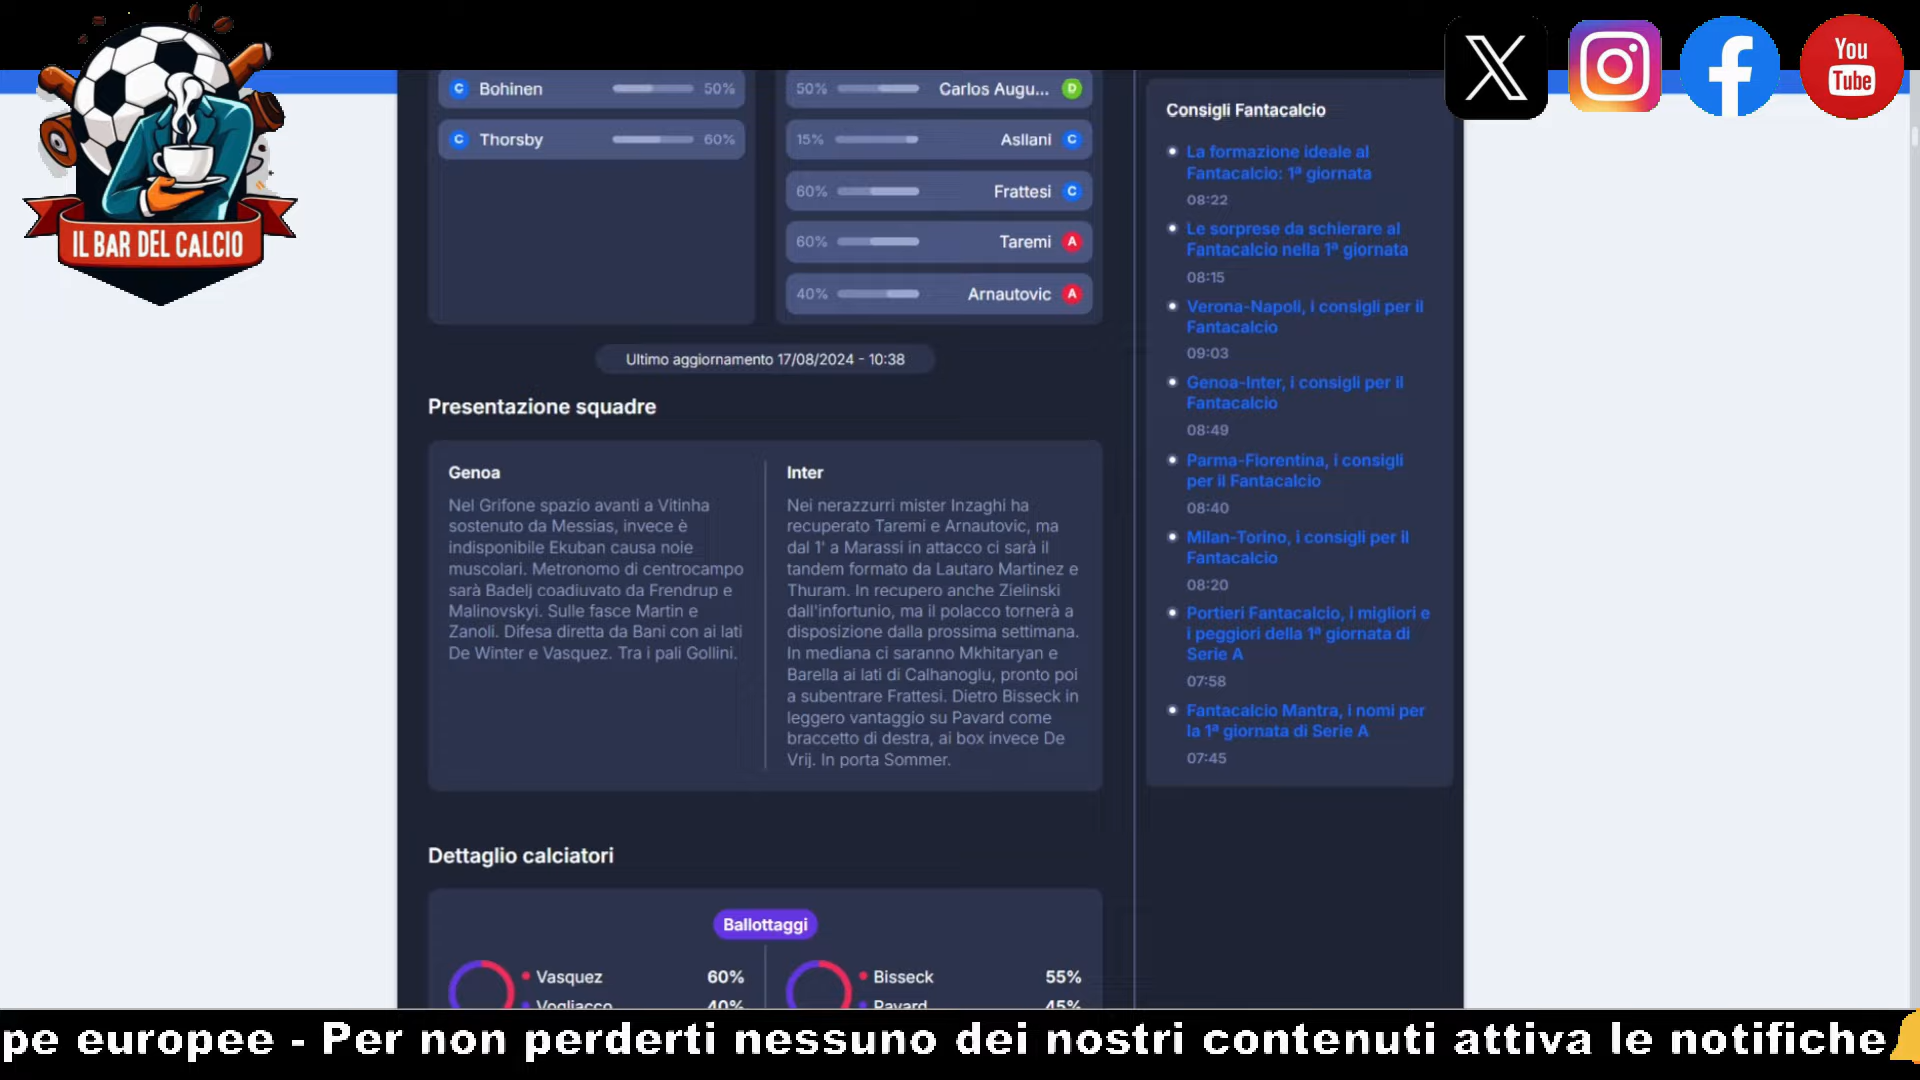 IL BAR DEL CALCIO
X
You
Tube
C Bohinen 50%
C Thorsby 60%
50% Carlos Augu... D
15% Asllani C
60% Frattesi C
60% Taremi A
40% Arnautovic A
Ultimo aggiornamento 17/08/2024 - 10:38
Presentazione squadre
Genoa
Nel Grifone spazio avanti a Vitinha
sostenuto da Messias, invece è
indisponibile Ekuban causa noie
muscolari. Metronomo di centrocampo
sarà Badelj coadiuvato da Frendrup e
Malinovskyi. Sulle fasce Martin e
Zanoli. Difesa diretta da Bani con ai lati
De Winter e Vasquez. Tra i pali Gollini.
Inter
Nei nerazzurri mister Inzaghi ha
recuperato Taremi e Arnautovic, ma
dal 1' a Marassi in attacco ci sarà il
tandem formato da Lautaro Martinez e
Thuram. In recupero anche Zielinski
dall'infortunio, ma il polacco tornerà a
disposizione dalla prossima settimana.
In mediana ci saranno Mkhitaryan e
Barella ai lati di Calhanoglu, pronto poi
a subentrare Frattesi. Dietro Bisseck in
leggero vantaggio su Pavard come
braccetto di destra, ai box invece De
Vrij. In porta Sommer.
Dettaglio calciatori
Ballottaggi
Vasquez 60%
Vogliacco 40%
Bisseck 55%
Pavard 45%
Consigli Fantacalcio
La formazione ideale al
Fantacalcio: 1ª giornata
08:22
Le sorprese da schierare al
Fantacalcio nella 1ª giornata
08:15
Verona-Napoli, i consigli per il
Fantacalcio
09:03
Genoa-Inter, i consigli per il
Fantacalcio
08:49
Parma-Fiorentina, i consigli
per il Fantacalcio
08:40
Milan-Torino, i consigli per il
Fantacalcio
08:20
Portieri Fantacalcio, i migliori e
i peggiori della 1ª giornata di
Serie A
07:58
Fantacalcio Mantra, i nomi per
la 1ª giornata di Serie A
07:45
pe europee - Per non perderti nessuno dei nostri contenuti attiva le notifiche